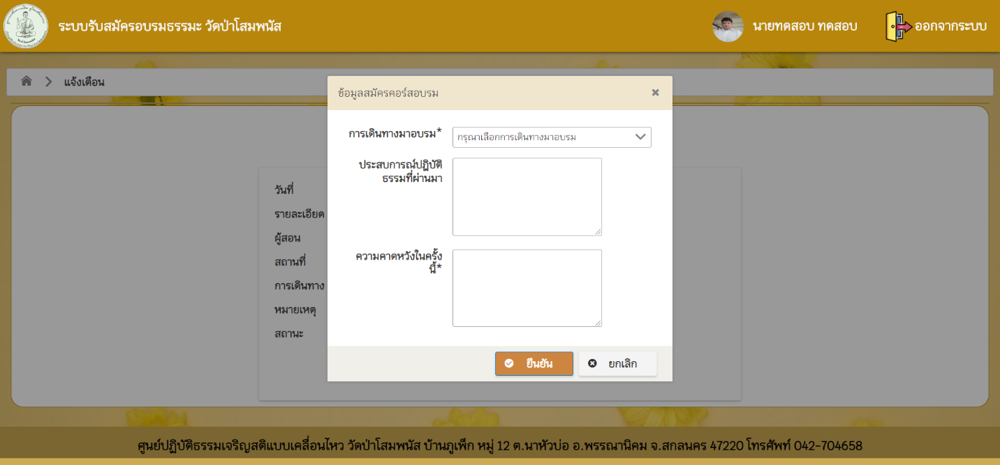 ระบบรับสมัครอบรมธรรมะ วัดป่าโสมพนัส
นายทดสอบ ทดสอบ
ออกจากระบบ
แจ้งเตือน
ข้อมูลสมัครคอร์สอบรม
การเดินทางมาอบรม*
กรุณาเลือกการเดินทางมาอบรม
ประสบการณ์ปฏิบัติ
ธรรมที่ผ่านมา
ความคาดหวังในครั้ง
นี้*
วันที่
รายละเอียด
ผู้สอน
สถานที่
การเดินทาง
หมายเหตุ
สถานะ
ยืนยัน
ยกเลิก
ศูนย์ปฏิบัติธรรมเจริญสติแบบเคลื่อนไหว วัดป่าโสมพนัส บ้านภูเพ็ก หมู่ 12 ต.นาหัวบ่อ อ.พรรณานิคม จ.สกลนคร 47220 โทรศัพท์ 042-704658